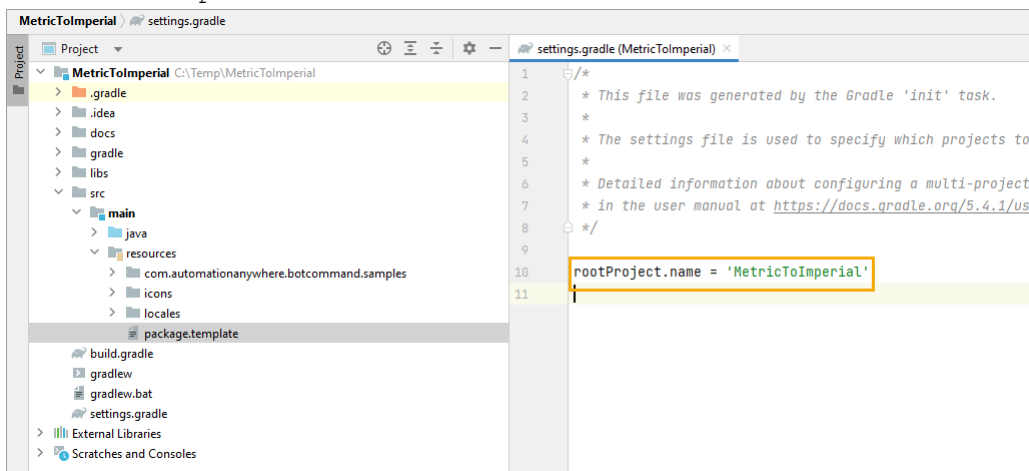 MetricToImperial 〉 settings.gradle
Project
Project
settings.gradle (MetricToImperial) ×
MetricToImperial C:\Temp\MetricToImperial
.gradle
.idea
docs
gradle
libs
src
main
java
resources
com.automationanywhere.botcommand.samples
icons
locales
package.template
build.gradle
gradlew
gradlew.bat
settings.gradle
External Libraries
Scratches and Consoles
1 /*
2 * This file was generated by the Gradle 'init' task.
3 *
4 * The settings file is used to specify which projects to
5 *
6 * Detailed information about configuring a multi-project
7 * in the user manual at https://docs.gradle.org/5.4.1/us
8 */
9
10 rootProject.name = 'MetricToImperial'
11